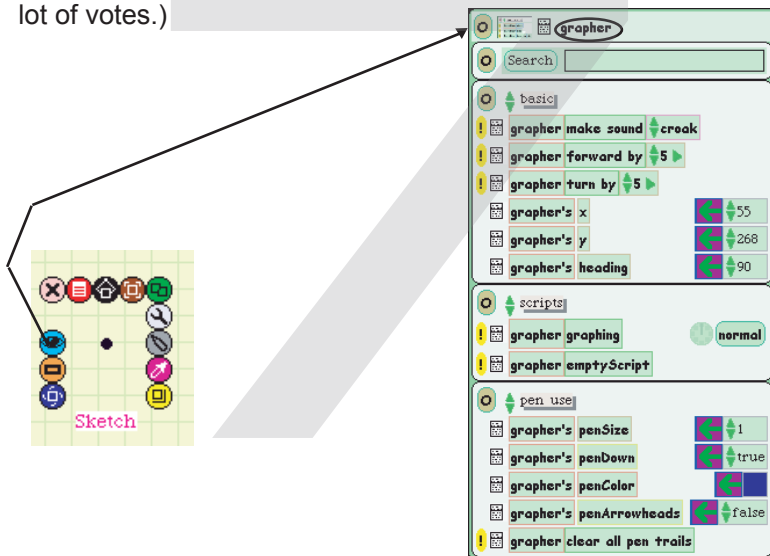 lot of votes.)
grapher
Search
basic
! grapher make sound croak
! grapher forward by 5
! grapher turn by 5
grapher's x 55
grapher's y 268
grapher's heading 90
scripts
! grapher graphing normal
! grapher emptyScript
pen use
grapher's penSize 1
grapher's penDown true
grapher's penColor
grapher's penArrowheads false
! grapher clear all pen trails
Sketch